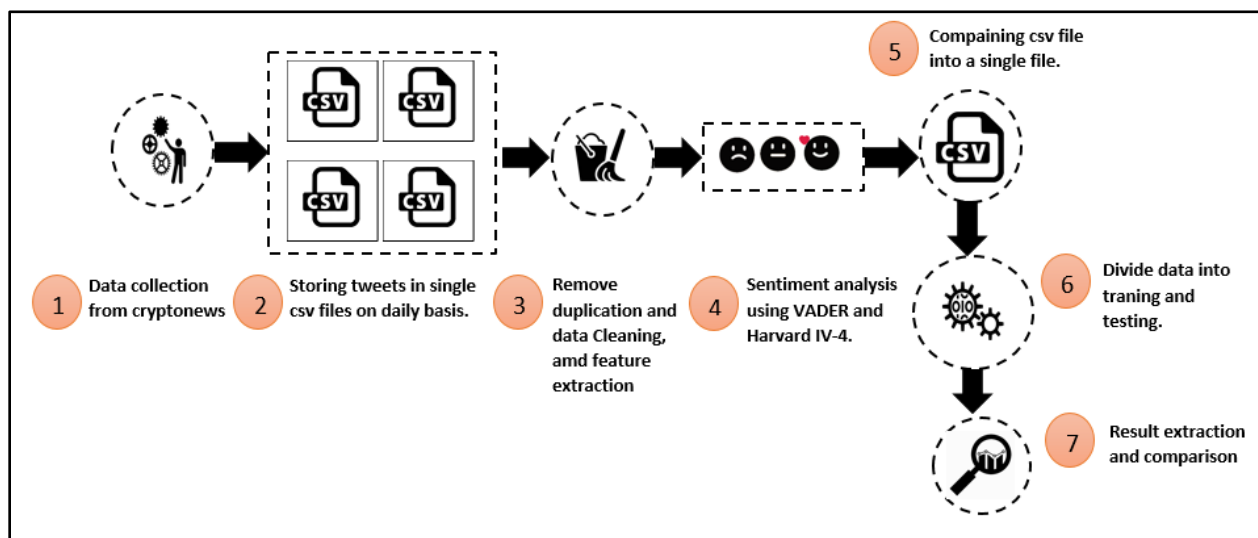 CSV
CSV
CSV
CSV
1
Data collection
from cryptonews
2
Storing tweets in single
csv files on daily basis.
3
Remove
duplication and
data Cleaning,
amd feature
extraction
4
Sentiment analysis
using VADER and
Harvard IV-4.
5
Compaining csv file
into a single file.
CSV
6
Divide data into
traning and
testing.
7
Result extraction
and comparison